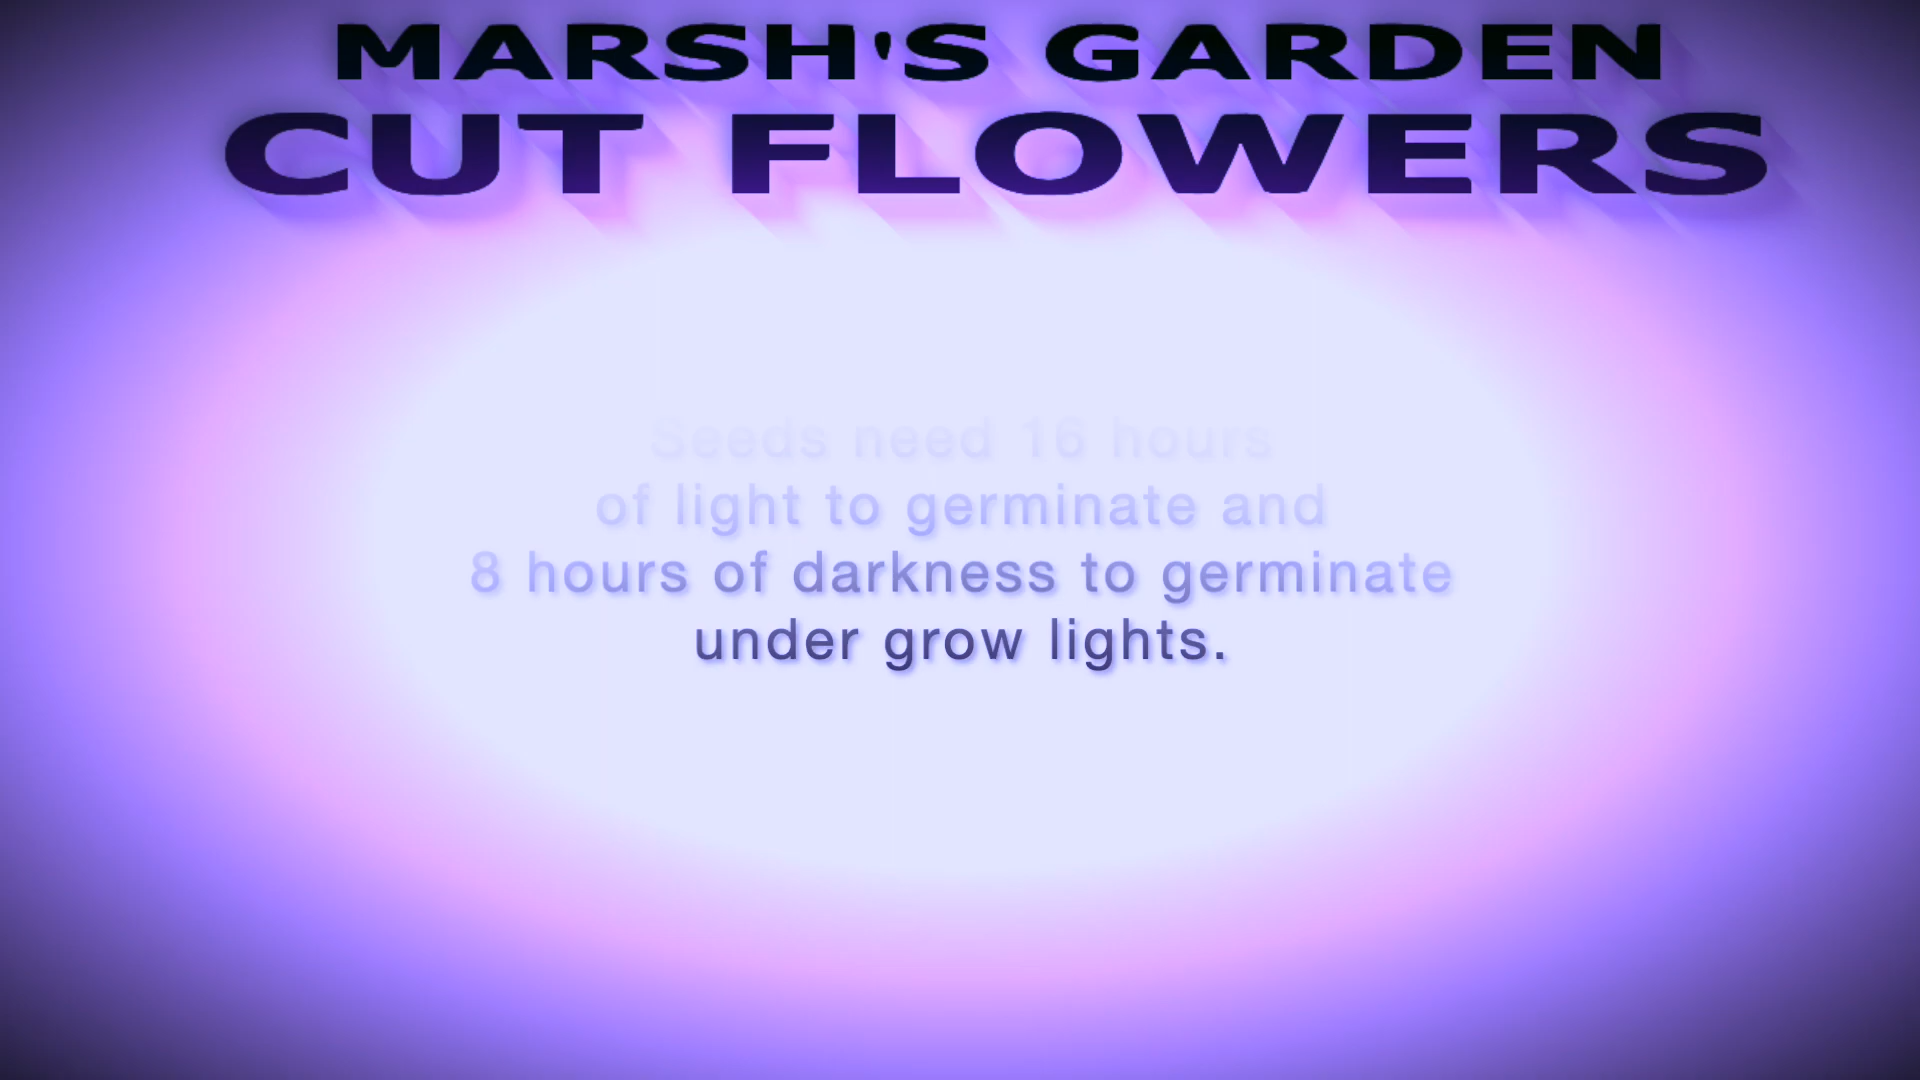 MARSH'S GARDEN
CUT FLOWERS
Seeds need 16 hours
of light to germinate and
8 hours of darkness to germinate
under grow lights.